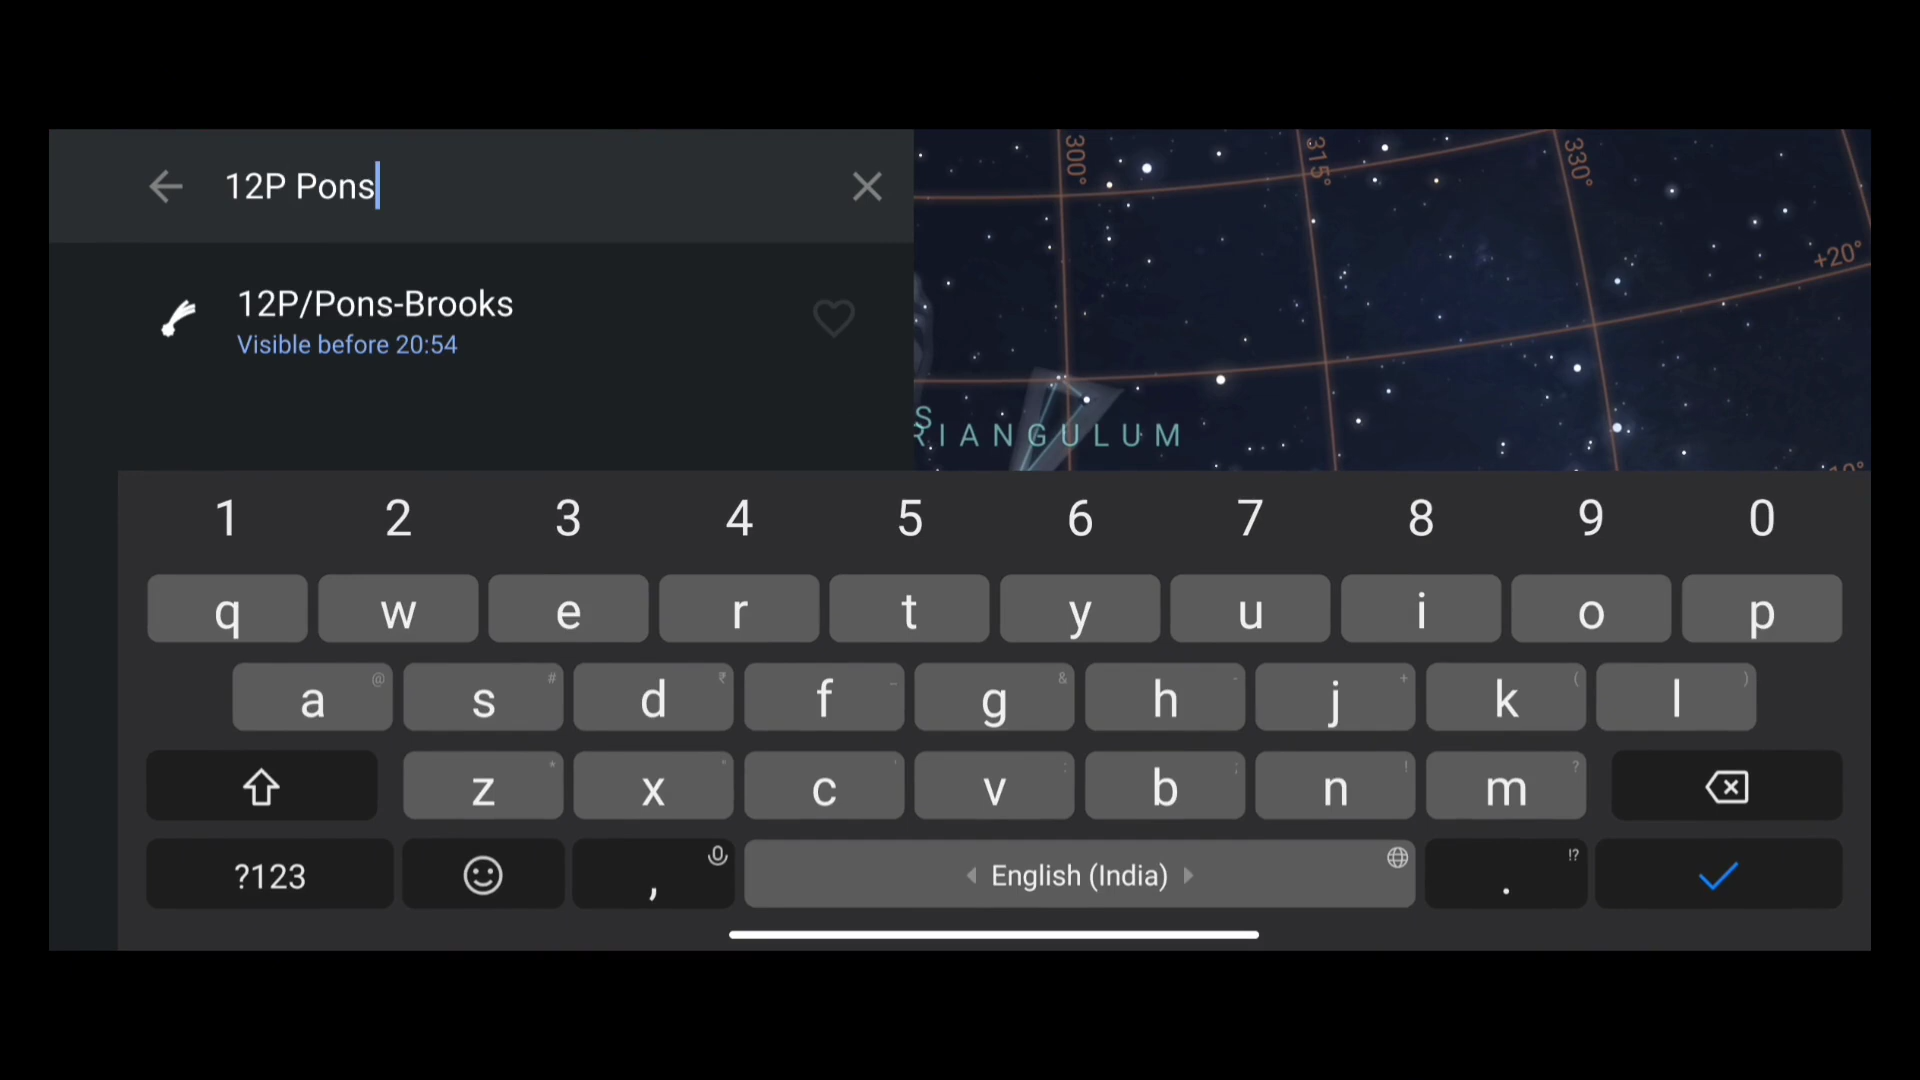 12P Pons
12P/Pons-Brooks
Visible before 20:54
300°
315°
330°
+20°
S
RIANGULUM
1 2 3 4 5 6 7 8 9 0
q w e r t y u i o p
a @ s # d ₹ f _ g & h - j + k ( l )
z * x " c ' v : b ; n ! m ?
?123 , English (India) . !?